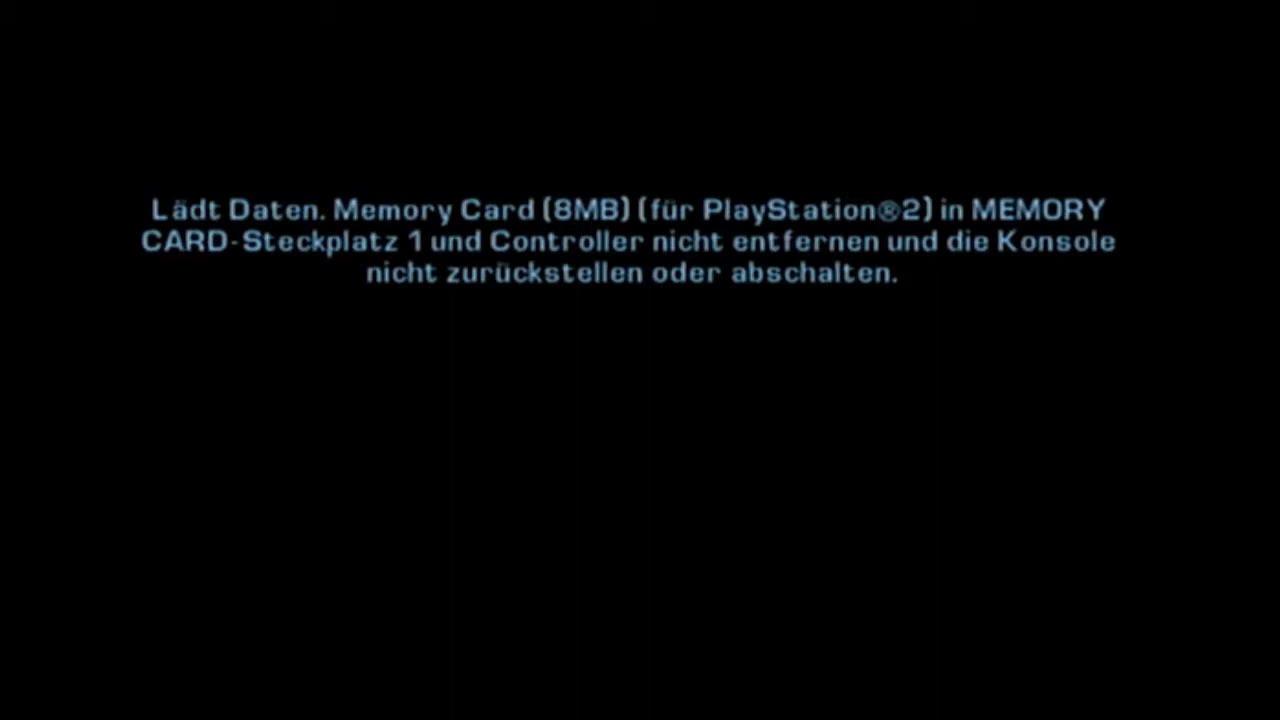 Lädt Daten. Memory Card (8MB) (für PlayStation®2) in MEMORY
CARD-Steckplatz 1 und Controller nicht entfernen und die Konsole
nicht zurückstellen oder abschalten.